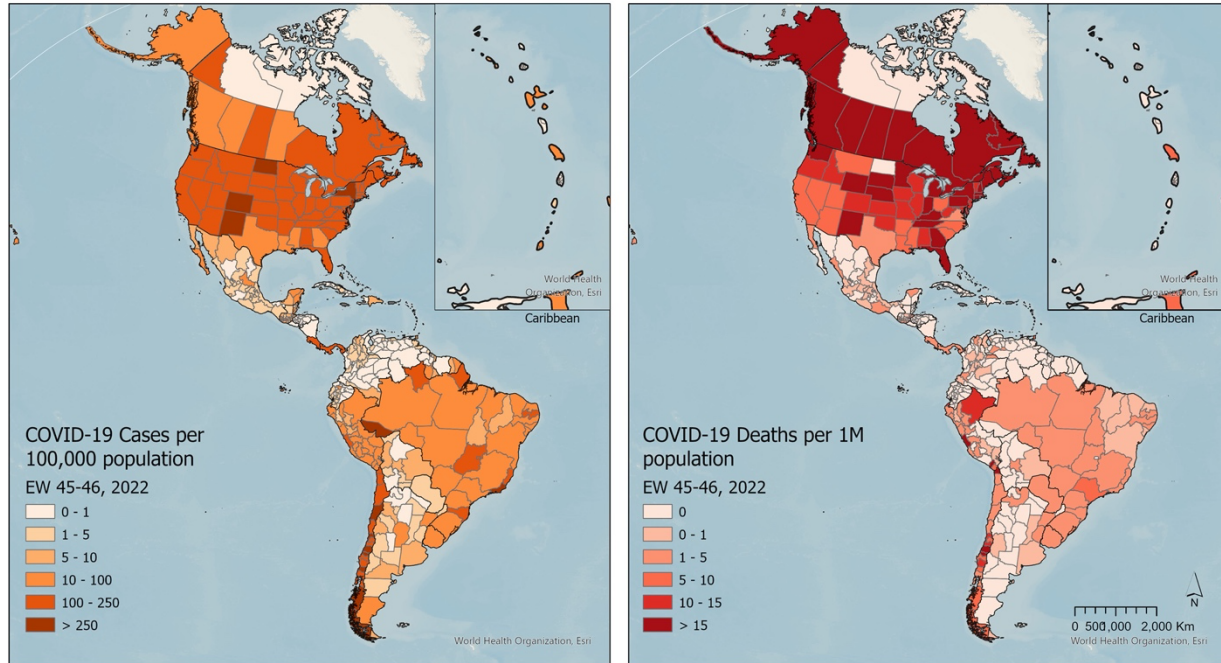 World Health
Organization, Esri
Caribbean
COVID-19 Cases per
100,000 population
EW 45-46, 2022
0 - 1
1 - 5
5 - 10
10 - 100
100 - 250
> 250
World Health Organization, Esri
World Health
Organization, Esri
Caribbean
COVID-19 Deaths per 1M
population
EW 45-46, 2022
0
0 - 1
1 - 5
5 - 10
10 - 15
> 15
N
0 500 1,000 2,000 Km
World Health Organization, Esri